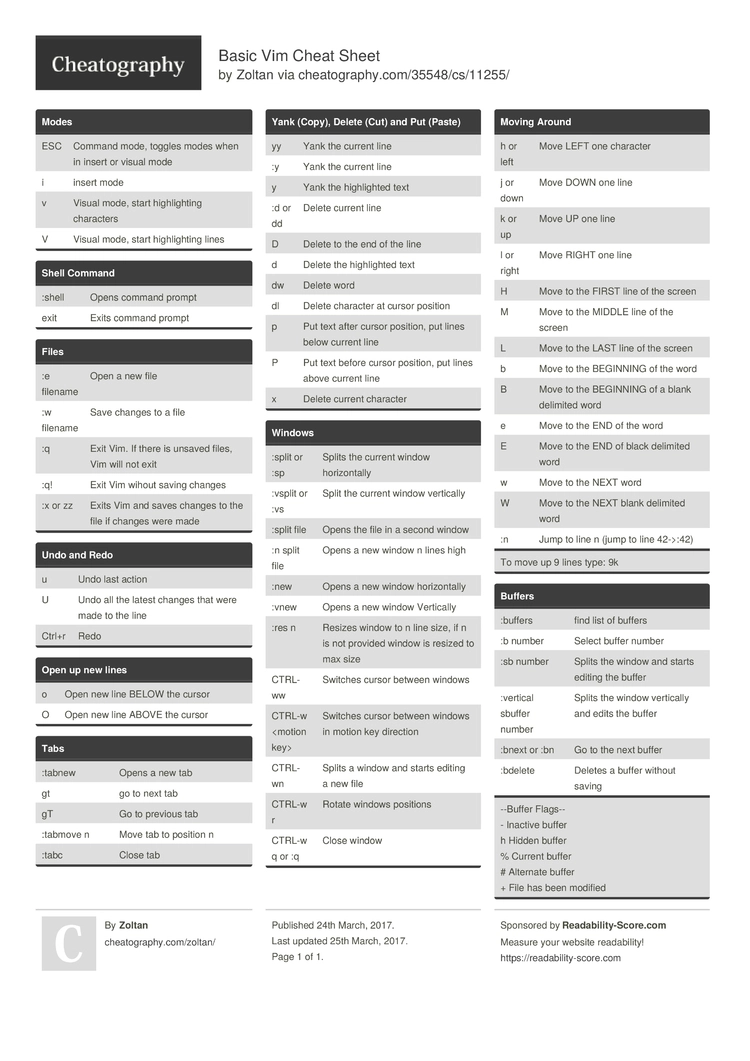 Cheatography
Basic Vim Cheat Sheet
by Zoltan via cheatography.com/35548/cs/11255/
Modes
ESC Command mode, toggles modes when
in insert or visual mode
i insert mode
v Visual mode, start highlighting
characters
V Visual mode, start highlighting lines
Shell Command
:shell Opens command prompt
exit Exits command prompt
Files
:e Open a new file
filename
:w Save changes to a file
filename
:q Exit Vim. If there is unsaved files,
Vim will not exit
:q! Exit Vim wihout saving changes
:x or zz Exits Vim and saves changes to the
file if changes were made
Undo and Redo
u Undo last action
U Undo all the latest changes that were
made to the line
Ctrl+r Redo
Open up new lines
o Open new line BELOW the cursor
O Open new line ABOVE the cursor
Tabs
:tabnew Opens a new tab
gt go to next tab
gT Go to previous tab
:tabmove n Move tab to position n
:tabc Close tab
Yank (Copy), Delete (Cut) and Put (Paste)
yy Yank the current line
:y Yank the current line
y Yank the highlighted text
:d or Delete current line
dd
D Delete to the end of the line
d Delete the highlighted text
dw Delete word
dl Delete character at cursor position
p Put text after cursor position, put lines
below current line
P Put text before cursor position, put lines
above current line
x Delete current character
Windows
:split or Splits the current window
:sp horizontally
:vsplit or Split the current window vertically
:vs
:split file Opens the file in a second window
:n split Opens a new window n lines high
file
:new Opens a new window horizontally
:vnew Opens a new window Vertically
:res n Resizes window to n line size, if n
is not provided window is resized to
max size
CTRL- Switches cursor between windows
ww
CTRL-w Switches cursor between windows
<motion in motion key direction
key>
CTRL- Splits a window and starts editing
wn a new file
CTRL-w Rotate windows positions
r
CTRL-w Close window
q or :q
Moving Around
h or Move LEFT one character
left
j or Move DOWN one line
down
k or Move UP one line
up
l or Move RIGHT one line
right
H Move to the FIRST line of the screen
M Move to the MIDDLE line of the
screen
L Move to the LAST line of the screen
b Move to the BEGINNING of the word
B Move to the BEGINNING of a blank
delimited word
e Move to the END of the word
E Move to the END of black delimited
word
w Move to the NEXT word
W Move to the NEXT blank delimited
word
:n Jump to line n (jump to line 42->:42)
To move up 9 lines type: 9k
Buffers
:buffers find list of buffers
:b number Select buffer number
:sb number Splits the window and starts
editing the buffer
:vertical Splits the window vertically
sbuffer and edits the buffer
number
:bnext or :bn Go to the next buffer
:bdelete Deletes a buffer without
saving
--Buffer Flags--
- Inactive buffer
h Hidden buffer
% Current buffer
# Alternate buffer
+ File has been modified
C
By Zoltan
cheatography.com/zoltan/
Published 24th March, 2017.
Last updated 25th March, 2017.
Page 1 of 1.
Sponsored by Readability-Score.com
Measure your website readability!
https://readability-score.com